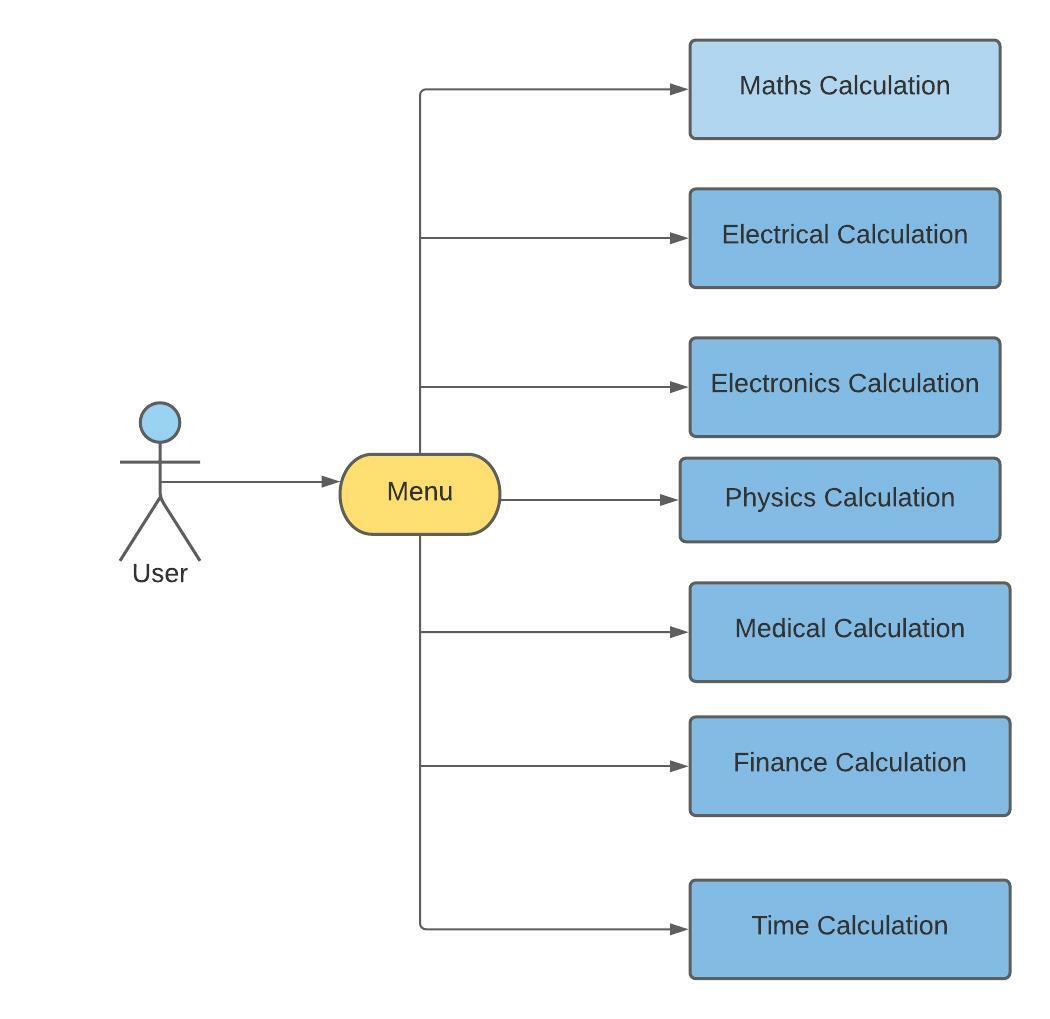 Maths Calculation
Electrical Calculation
Electronics Calculation
Menu
Physics Calculation
User
Medical Calculation
Finance Calculation
Time Calculation